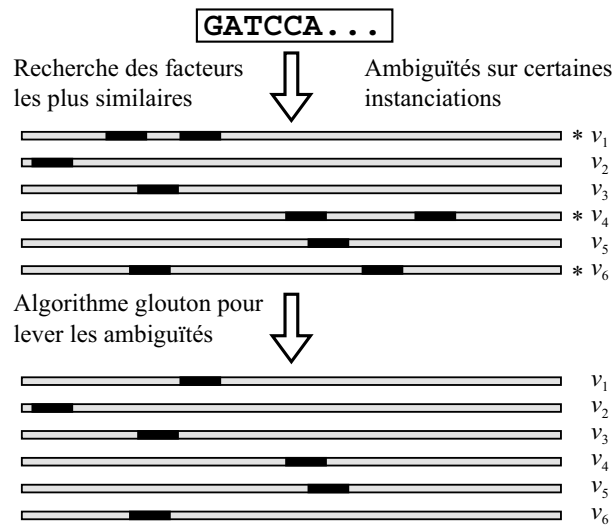 GATCCA...
Recherche des facteurs
les plus similaires
Ambiguïtés sur certaines
instanciations
* v1
v2
v3
* v4
v5
* v6
Algorithme glouton pour
lever les ambiguïtés
v1
v2
v3
v4
v5
v6